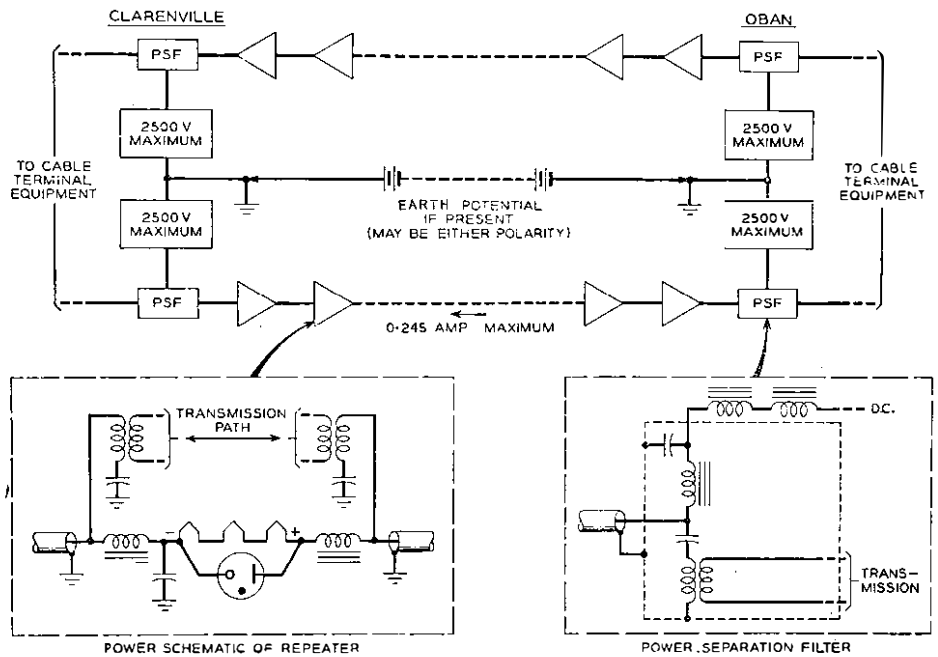 CLARENVILLE
OBAN
PSF
PSF
2500 V
MAXIMUM
2500 V
MAXIMUM
TO CABLE
TERMINAL
EQUIPMENT
TO CABLE
TERMINAL
EQUIPMENT
EARTH POTENTIAL
IF PRESENT
(MAY BE EITHER POLARITY)
2500 V
MAXIMUM
2500 V
MAXIMUM
PSF
PSF
0·245 AMP MAXIMUM
TRANSMISSION
PATH
− +
POWER SCHEMATIC OF REPEATER
D.C.
TRANS-
MISSION
POWER SEPARATION FILTER